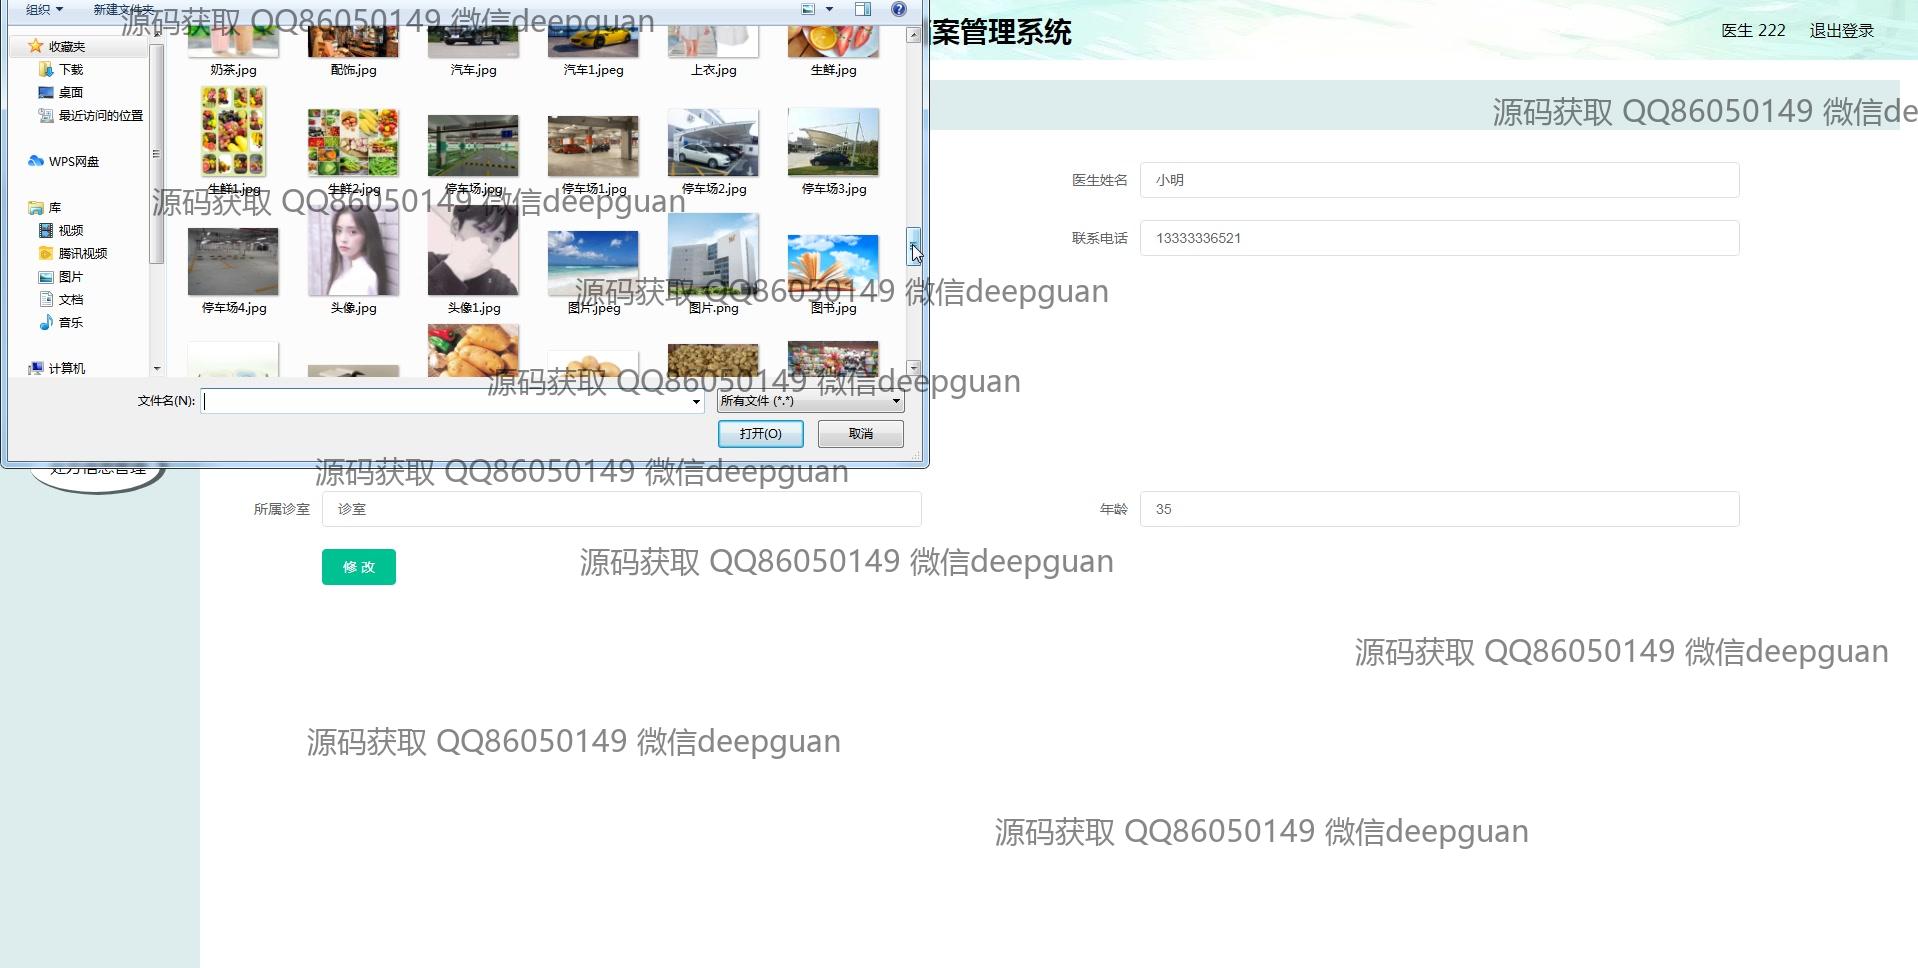 组织
新建文件夹
源码获取 QQ86050149 微信deepguan
案管理系统
医生 222
退出登录
收藏夹
下载
桌面
最近访问的位置
WPS网盘
库
视频
腾讯视频
图片
文档
音乐
计算机
奶茶.jpg
配饰.jpg
汽车.jpg
汽车1.jpeg
上衣.jpg
生鲜.jpg
源码获取 QQ86050149 微信de
生鲜1.jpg
生鲜2.jpg
停车场.jpg
停车场1.jpg
停车场2.jpg
停车场3.jpg
源码获取 QQ86050149 微信deepguan
停车场4.jpg
头像.jpg
头像1.jpg
图片.jpeg
图片.png
图书.jpg
源码获取 QQ86050149 微信deepguan
源码获取 QQ86050149 微信deepguan
文件名(N):
所有文件 (*.*)
打开(O)
取消
医生姓名
小明
联系电话
13333336521
处方信息管理
源码获取 QQ86050149 微信deepguan
所属诊室
诊室
年龄
35
修 改
源码获取 QQ86050149 微信deepguan
源码获取 QQ86050149 微信deepguan
源码获取 QQ86050149 微信deepguan
源码获取 QQ86050149 微信deepguan